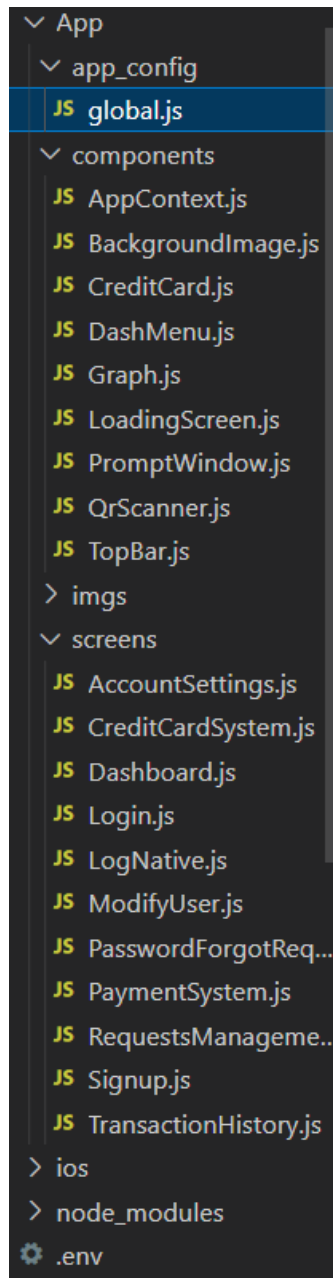 App
app_config
JS global.js
components
JS AppContext.js
JS BackgroundImage.js
JS CreditCard.js
JS DashMenu.js
JS Graph.js
JS LoadingScreen.js
JS PromptWindow.js
JS QrScanner.js
JS TopBar.js
imgs
screens
JS AccountSettings.js
JS CreditCardSystem.js
JS Dashboard.js
JS Login.js
JS LogNative.js
JS ModifyUser.js
JS PasswordForgotReq...
JS PaymentSystem.js
JS RequestsManageme...
JS Signup.js
JS TransactionHistory.js
ios
node_modules
.env